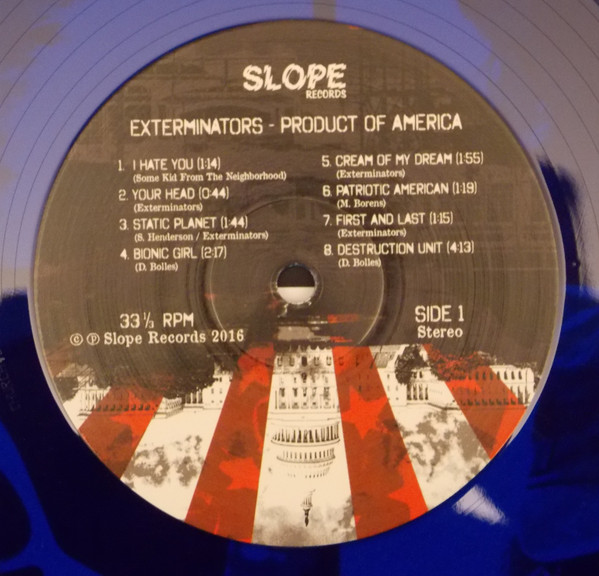 SLOPE
RECORDS
EXTERMINATORS - PRODUCT OF AMERICA
1. I HATE YOU (1:14)
(Some Kid From The Neighborhood)
2. YOUR HEAD (0:44)
(Exterminators)
3. STATIC PLANET (1:44)
(S. Henderson / Exterminators)
4. BIONIC GIRL (2:17)
(D. Bolles)
5. CREAM OF MY DREAM (1:55)
(Exterminators)
6. PATRIOTIC AMERICAN (1:19)
(M. Borens)
7. FIRST AND LAST (1:15)
(Exterminators)
8. DESTRUCTION UNIT (4:13)
(D. Bolles)
33 ⅓ RPM
© ℗ Slope Records 2016
SIDE 1
Stereo